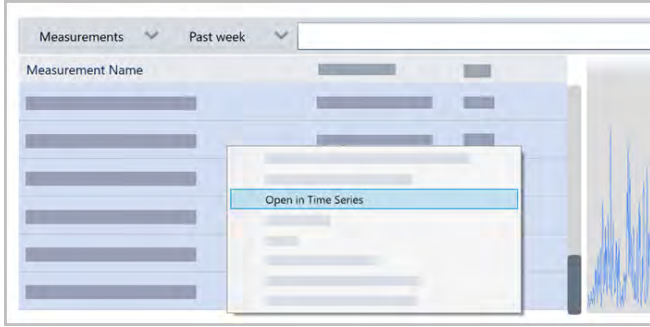 Measurements Past week
Measurement Name
Open in Time Series